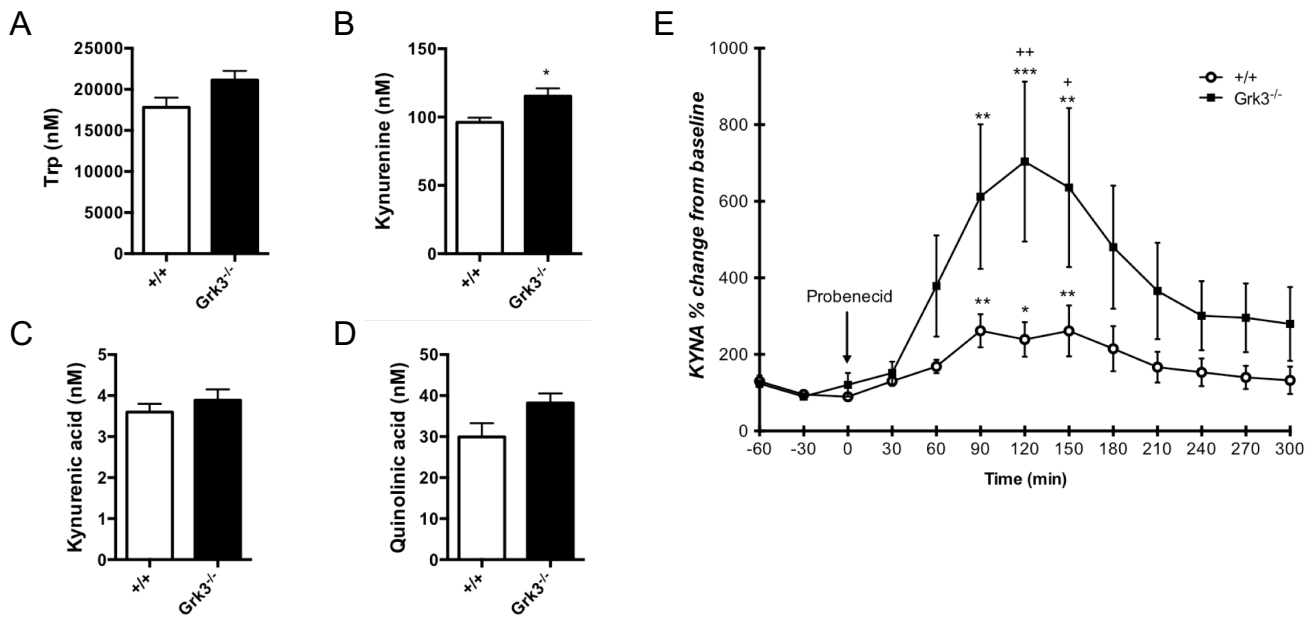 A
Trp (nM)
25000
20000
15000
10000
5000
0
+/+
Grk3-/-
B
Kynurenine (nM)
150
100
50
0
*
+/+
Grk3-/-
C
Kynurenic acid (nM)
5
4
3
2
1
0
+/+
Grk3-/-
D
Quinolinic acid (nM)
50
40
30
20
10
0
+/+
Grk3-/-
E
KYNA % change from baseline
1000
800
600
400
200
0
++
***
+
**
**
**
*
**
+/+
Grk3-/-
Probenecid
-60 -30 0 30 60 90 120 150 180 210 240 270 300
Time (min)